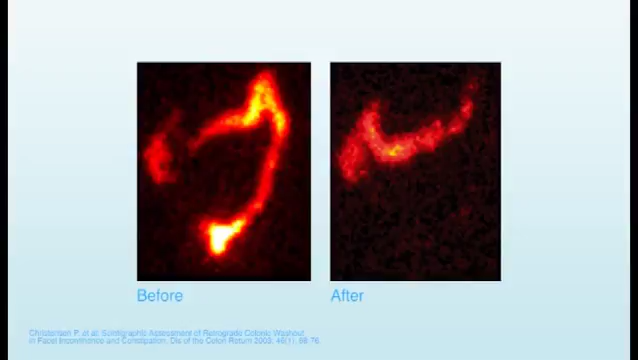 Before
After
Christensen P. et al. Scintigraphic Assessment of Retrograde Colonic Washout
in Fecal Incontinence and Constipation. Dis of the Colon 2003; 46(1), 68-76.